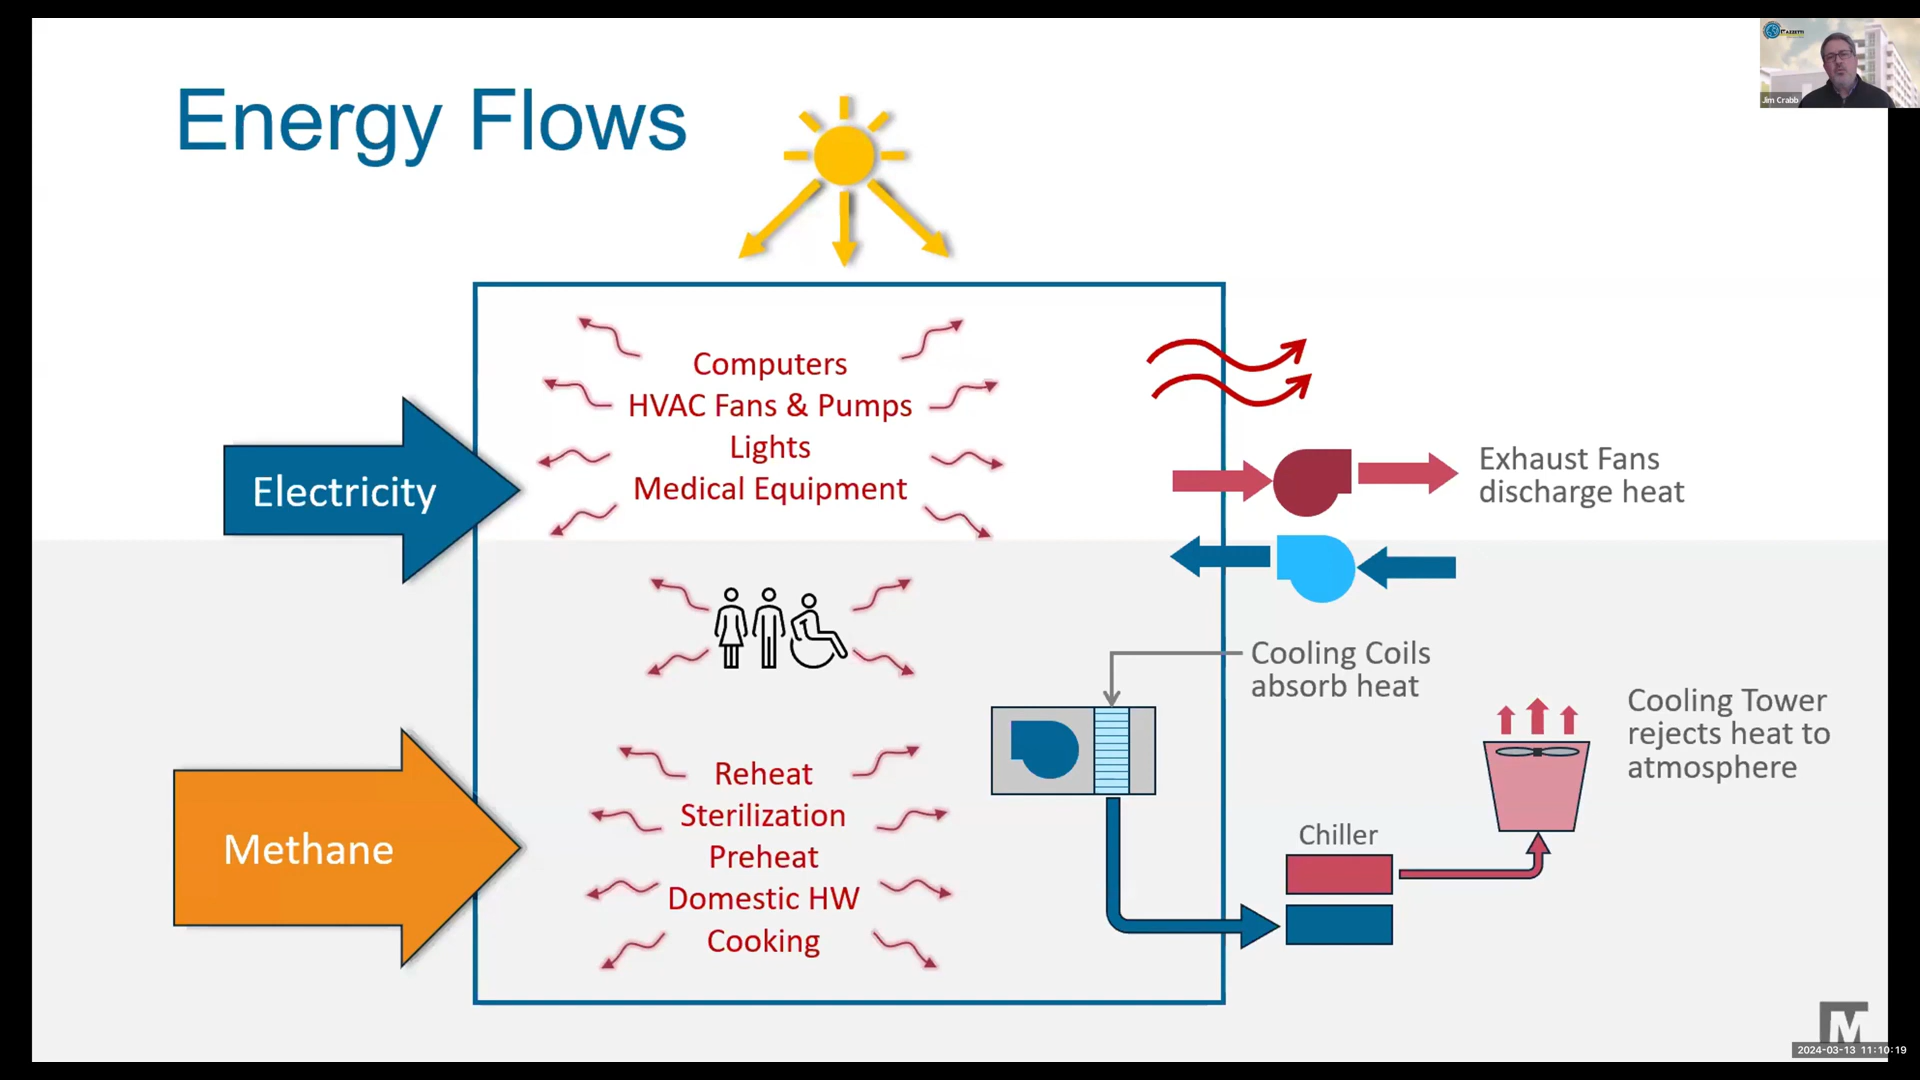 Energy Flows
Jim Crabb
Computers
HVAC Fans & Pumps
Lights
Medical Equipment
Electricity
Exhaust Fans
discharge heat
Cooling Coils
absorb heat
Cooling Tower
rejects heat to
atmosphere
Methane
Reheat
Sterilization
Preheat
Domestic HW
Cooking
Chiller
M
2024-03-13 11:10:19